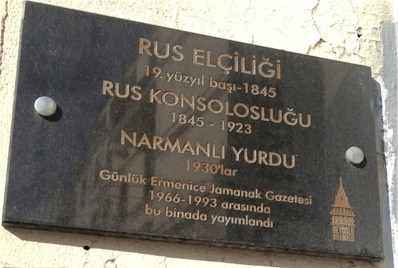 RUS ELÇİLİĞİ
19. yüzyıl başı-1845
RUS KONSOLOSLUĞU
1845 - 1923
NARMANLI YURDU
1930'lar
Günlük Ermenice Jamanak Gazetesi
1966-1993 arasında
bu binada yayımlandı
BEYOĞLU